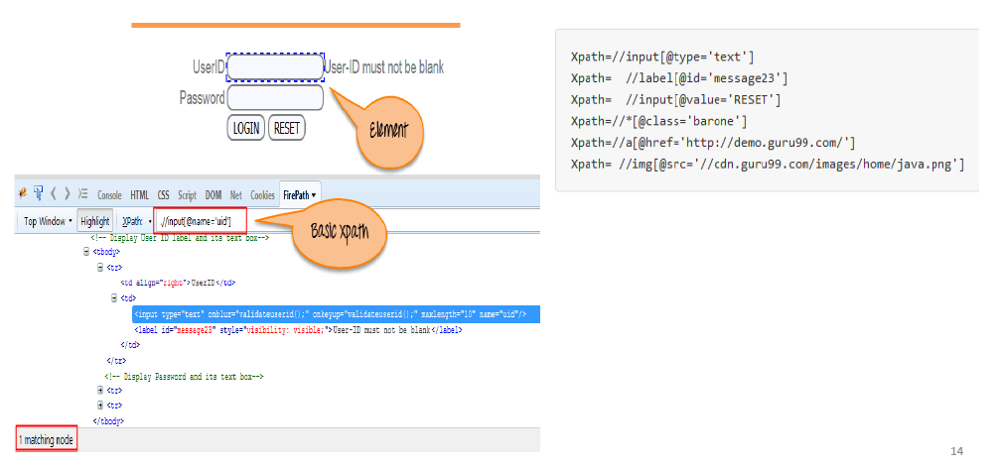 UserID User-ID must not be blank
Password
LOGIN RESET
Element
Console HTML CSS Script DOM Net Cookies FirePath
Top Window Highlight XPath: .//input[@name='uid']
Basic xpath
<!-- Display User ID label and its text box-->
<tbody>
<tr>
<td align="right">UserID</td>
<td>
<input type="text" onblur="validateuserid();" onkeyup="validateuserid();" maxlength="10" name="uid"/>
<label id="message23" style="visibility: visible;">User-ID must not be blank</label>
</td>
</tr>
<!-- Display Password and its text box-->
<tr>
<tr>
</tbody>
1 matching node
Xpath=//input[@type='text']
Xpath= //label[@id='message23']
Xpath= //input[@value='RESET']
Xpath=//*[@class='barone']
Xpath=//a[@href='http://demo.guru99.com/']
Xpath= //img[@src='//cdn.guru99.com/images/home/java.png']
14